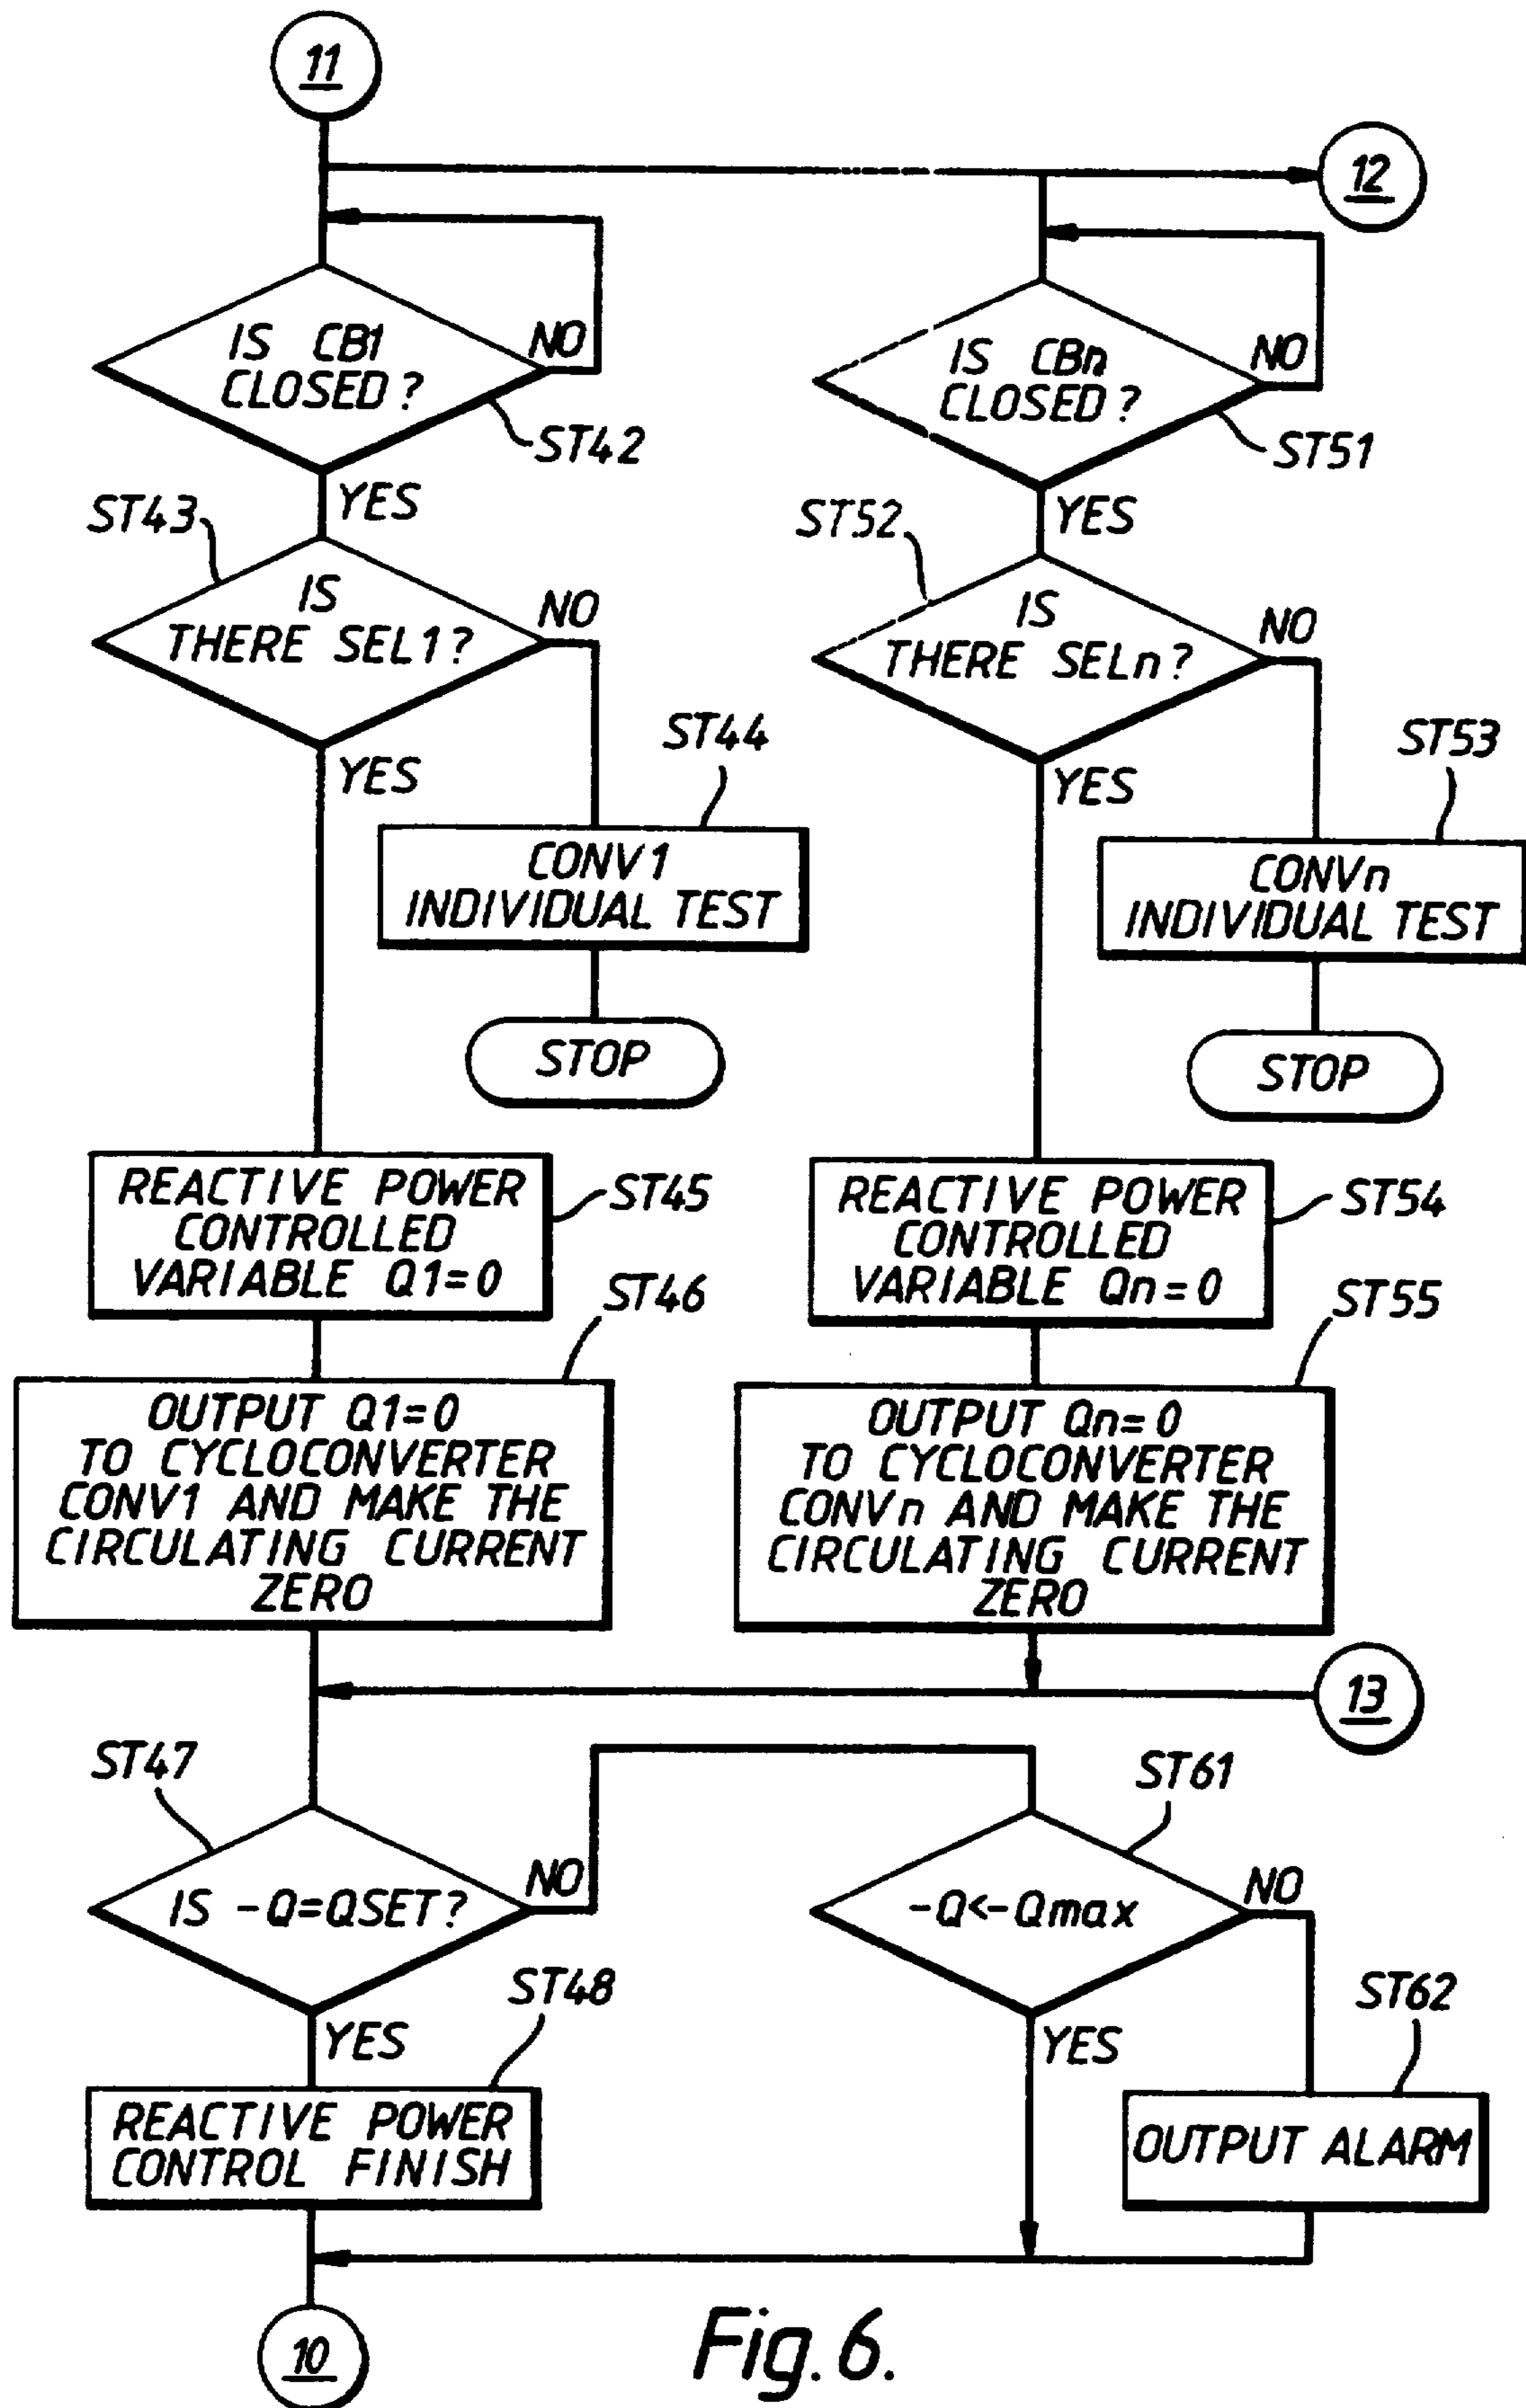 11
12
IS CB1
CLOSED?
NO
ST42
YES
IS CBn
CLOSED?
NO
ST51
YES
ST43
IS
THERE SEL1?
NO
YES
ST52
IS
THERE SELn?
NO
YES
ST44
CONV1
INDIVIDUAL TEST
STOP
ST53
CONVn
INDIVIDUAL TEST
STOP
REACTIVE POWER
CONTROLLED
VARIABLE Q1=0
ST45
REACTIVE POWER
CONTROLLED
VARIABLE Qn=0
ST54
ST46
OUTPUT Q1=0
TO CYCLOCONVERTER
CONV1 AND MAKE THE
CIRCULATING CURRENT
ZERO
ST55
OUTPUT Qn=0
TO CYCLOCONVERTER
CONVn AND MAKE THE
CIRCULATING CURRENT
ZERO
13
ST47
IS -Q=QSET?
NO
YES
ST61
-Q<-Qmax
NO
YES
ST48
REACTIVE POWER
CONTROL FINISH
ST62
OUTPUT ALARM
10
Fig.6.